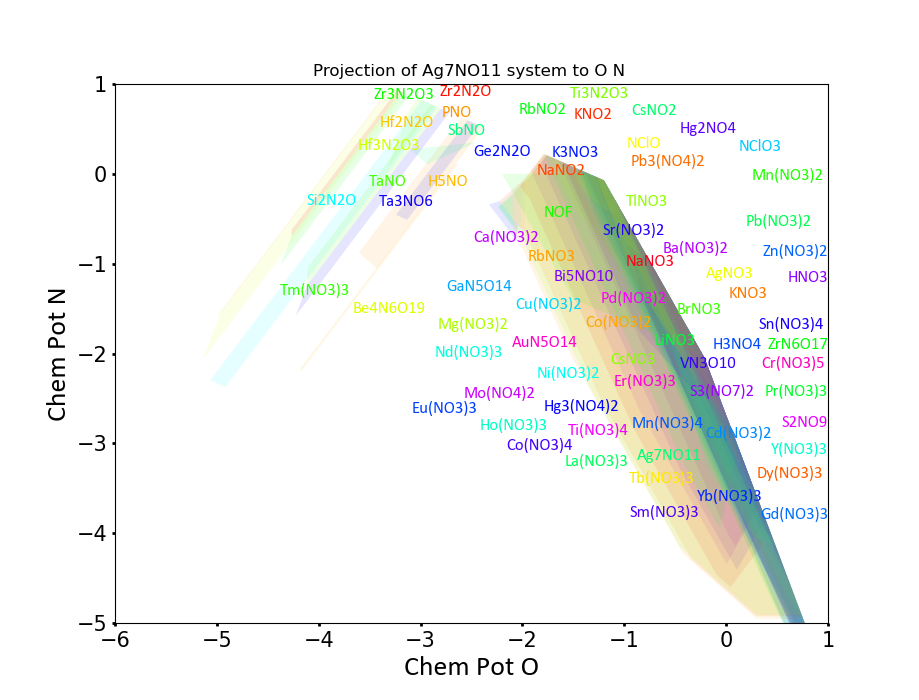 Projection of Ag7NO11 system to O N
1
Zr3N2O3
Zr2N2O
Ti3N2O3
Hf2N2O
PNO
RbNO2
KNO2
CsNO2
SbNO
Hg2NO4
Hf3N2O3
Ge2N2O
K3NO3
NClO
NClO3
Pb3(NO4)2
0
TaNO
H5NO
NaNO2
Mn(NO3)2
Si2N2O
Ta3NO6
NOF
TlNO3
Pb(NO3)2
Ca(NO3)2
Sr(NO3)2
Ba(NO3)2
Zn(NO3)2
−1
RbNO3
NaNO3
Bi5NO10
AgNO3
HNO3
Tm(NO3)3
GaN5O14
Pd(NO3)2
KNO3
Be4N6O19
Cu(NO3)2
BrNO3
Mg(NO3)2
Co(NO3)2
Sn(NO3)4
−2
Nd(NO3)3
AuN5O14
LiNO3
H3NO4
ZrN6O17
CsNO3
VN3O10
Cr(NO3)5
Ni(NO3)2
Er(NO3)3
Mo(NO4)2
S3(NO7)2
Pr(NO3)3
Eu(NO3)3
Hg3(NO4)2
Ho(NO3)3
Ti(NO3)4
Mn(NO3)4
Cd(NO3)2
S2NO9
−3
Co(NO3)4
La(NO3)3
Ag7NO11
Y(NO3)3
Tb(NO3)3
Dy(NO3)3
Yb(NO3)3
Sm(NO3)3
Gd(NO3)3
−4
−5
−6 −5 −4 −3 −2 −1 0 1
Chem Pot O
Chem Pot N